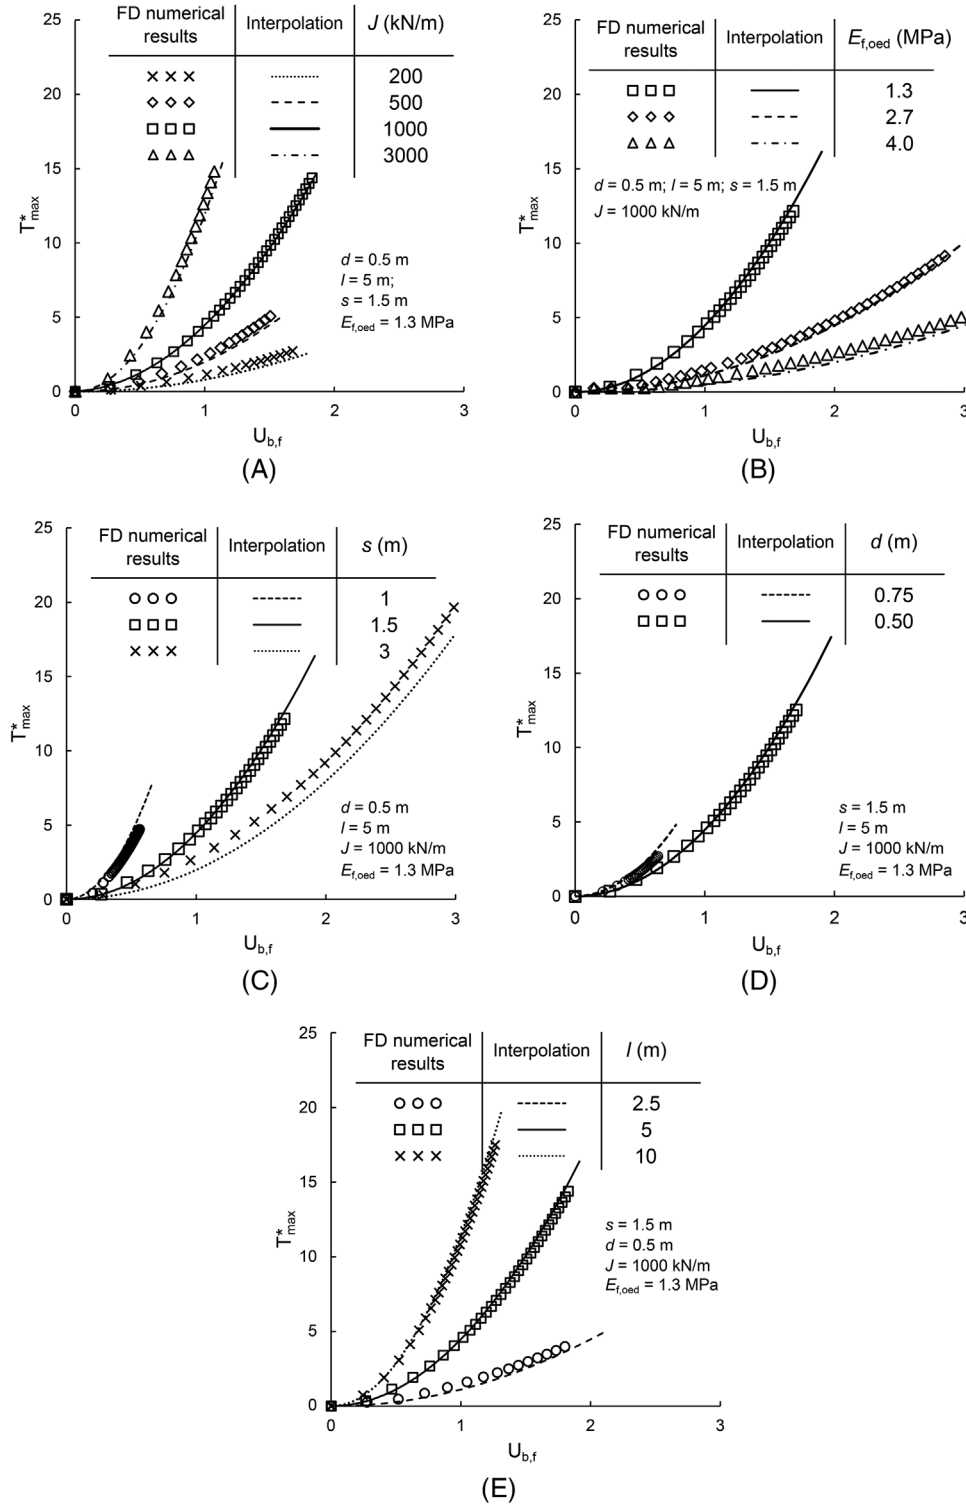 FD numerical results Interpolation J (kN/m)
200
500
1000
3000
d = 0.5 m
l = 5 m;
s = 1.5 m
Ef,oed = 1.3 MPa
25
20
15
10
5
0
T*max
0 1 2 3
Ub,f
(A)
FD numerical results Interpolation Ef,oed (MPa)
1.3
2.7
4.0
d = 0.5 m; l = 5 m; s = 1.5 m
J = 1000 kN/m
25
20
15
10
5
0
T*max
0 1 2 3
Ub,f
(B)
FD numerical results Interpolation s (m)
1
1.5
3
d = 0.5 m
l = 5 m
J = 1000 kN/m
Ef,oed = 1.3 MPa
25
20
15
10
5
0
T*max
0 1 2 3
Ub,f
(C)
FD numerical results Interpolation d (m)
0.75
0.50
s = 1.5 m
l = 5 m
J = 1000 kN/m
Ef,oed = 1.3 MPa
25
20
15
10
5
0
T*max
0 1 2 3
Ub,f
(D)
FD numerical results Interpolation l (m)
2.5
5
10
s = 1.5 m
d = 0.5 m
J = 1000 kN/m
Ef,oed = 1.3 MPa
25
20
15
10
5
0
T*max
0 1 2 3
Ub,f
(E)